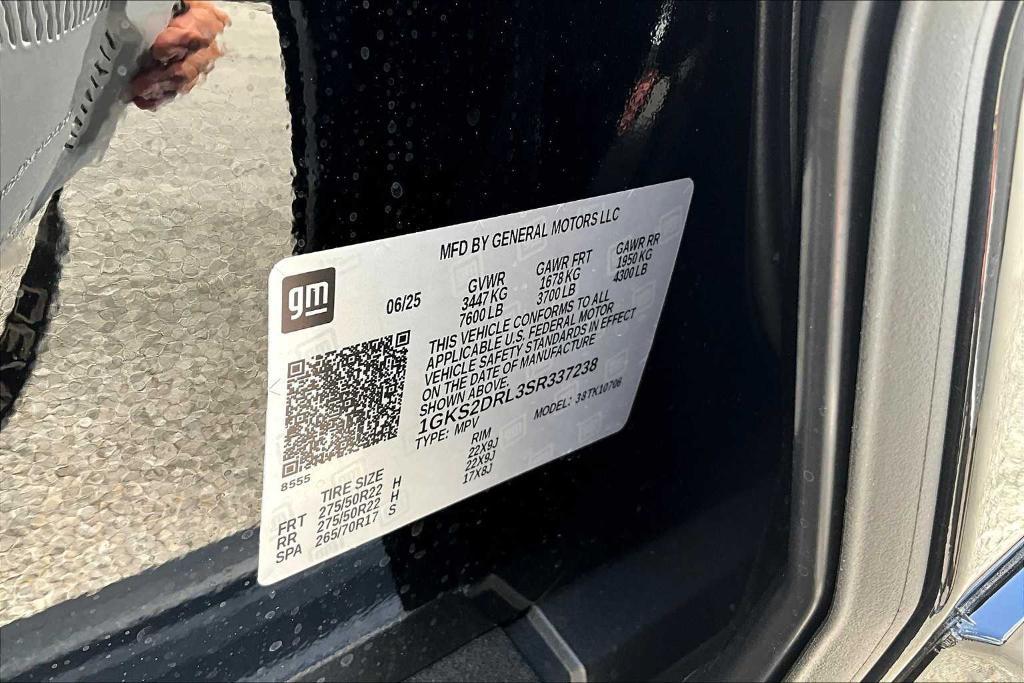 MFD BY GENERAL MOTORS LLC
gm
06/25
GVWR GAWR FRT GAWR RR
3447 KG 1678 KG 1950 KG
7600 LB 3700 LB 4300 LB
THIS VEHICLE CONFORMS TO ALL
APPLICABLE U.S. FEDERAL MOTOR
VEHICLE SAFETY STANDARDS IN EFFECT
ON THE DATE OF MANUFACTURE
SHOWN ABOVE.
1GKS2DRL3SR337238
TYPE: MPV MODEL: 38TK10706
8555
TIRE SIZE RIM
FRT 275/50R22 H 22X9J
RR 275/50R22 H 22X9J
SPA 265/70R17 S 17X8J